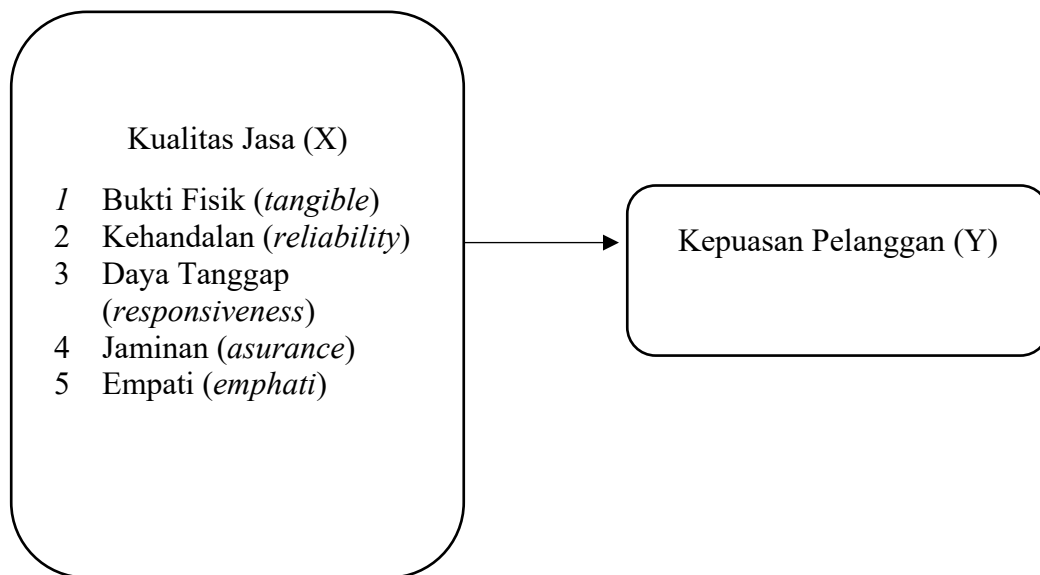 Kualitas Jasa (X)
1 Bukti Fisik (tangible)
2 Kehandalan (reliability)
3 Daya Tanggap
(responsiveness)
4 Jaminan (asurance)
5 Empati (emphati)
Kepuasan Pelanggan (Y)